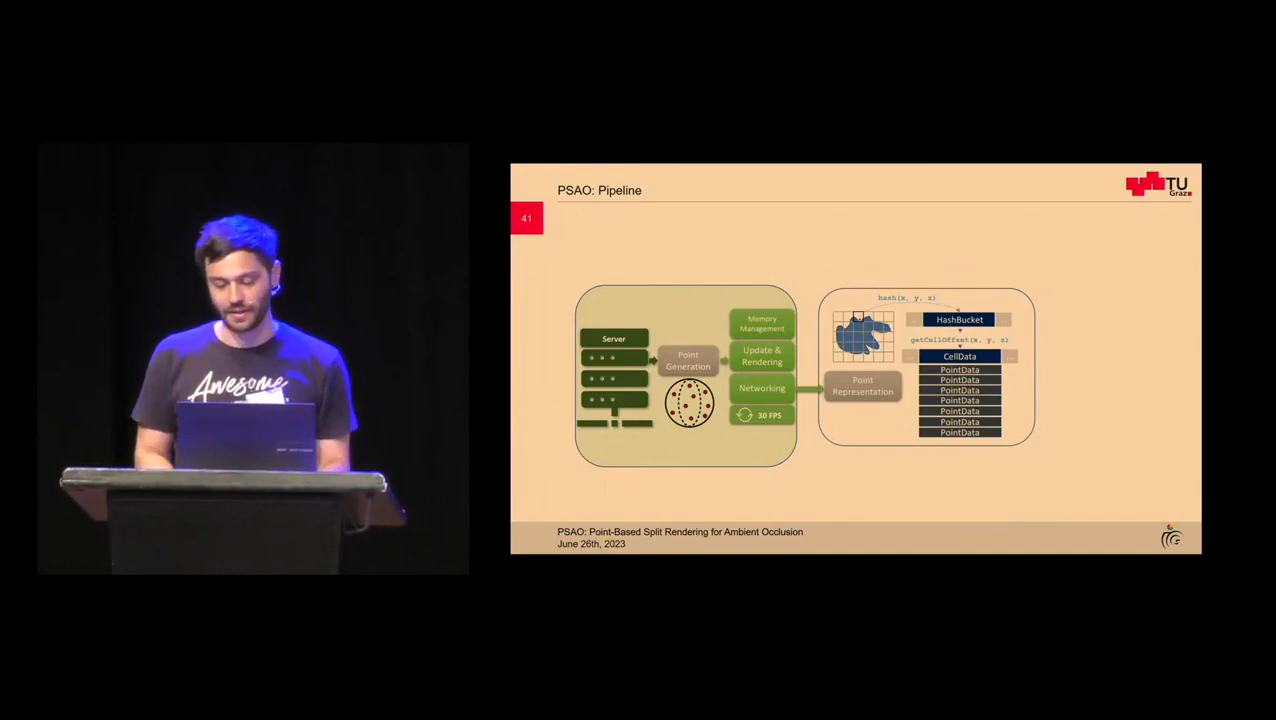 Awesome
PSAO: Pipeline
TU
Graz
41
Server
Point
Generation
Memory
Management
Update &
Rendering
Networking
30 FPS
hash(x, y, z)
HashBucket
getCellOffset(x, y, z)
CellData
PointData
PointData
PointData
PointData
PointData
PointData
PointData
Point
Representation
PSAO: Point-Based Split Rendering for Ambient Occlusion
June 26th, 2023